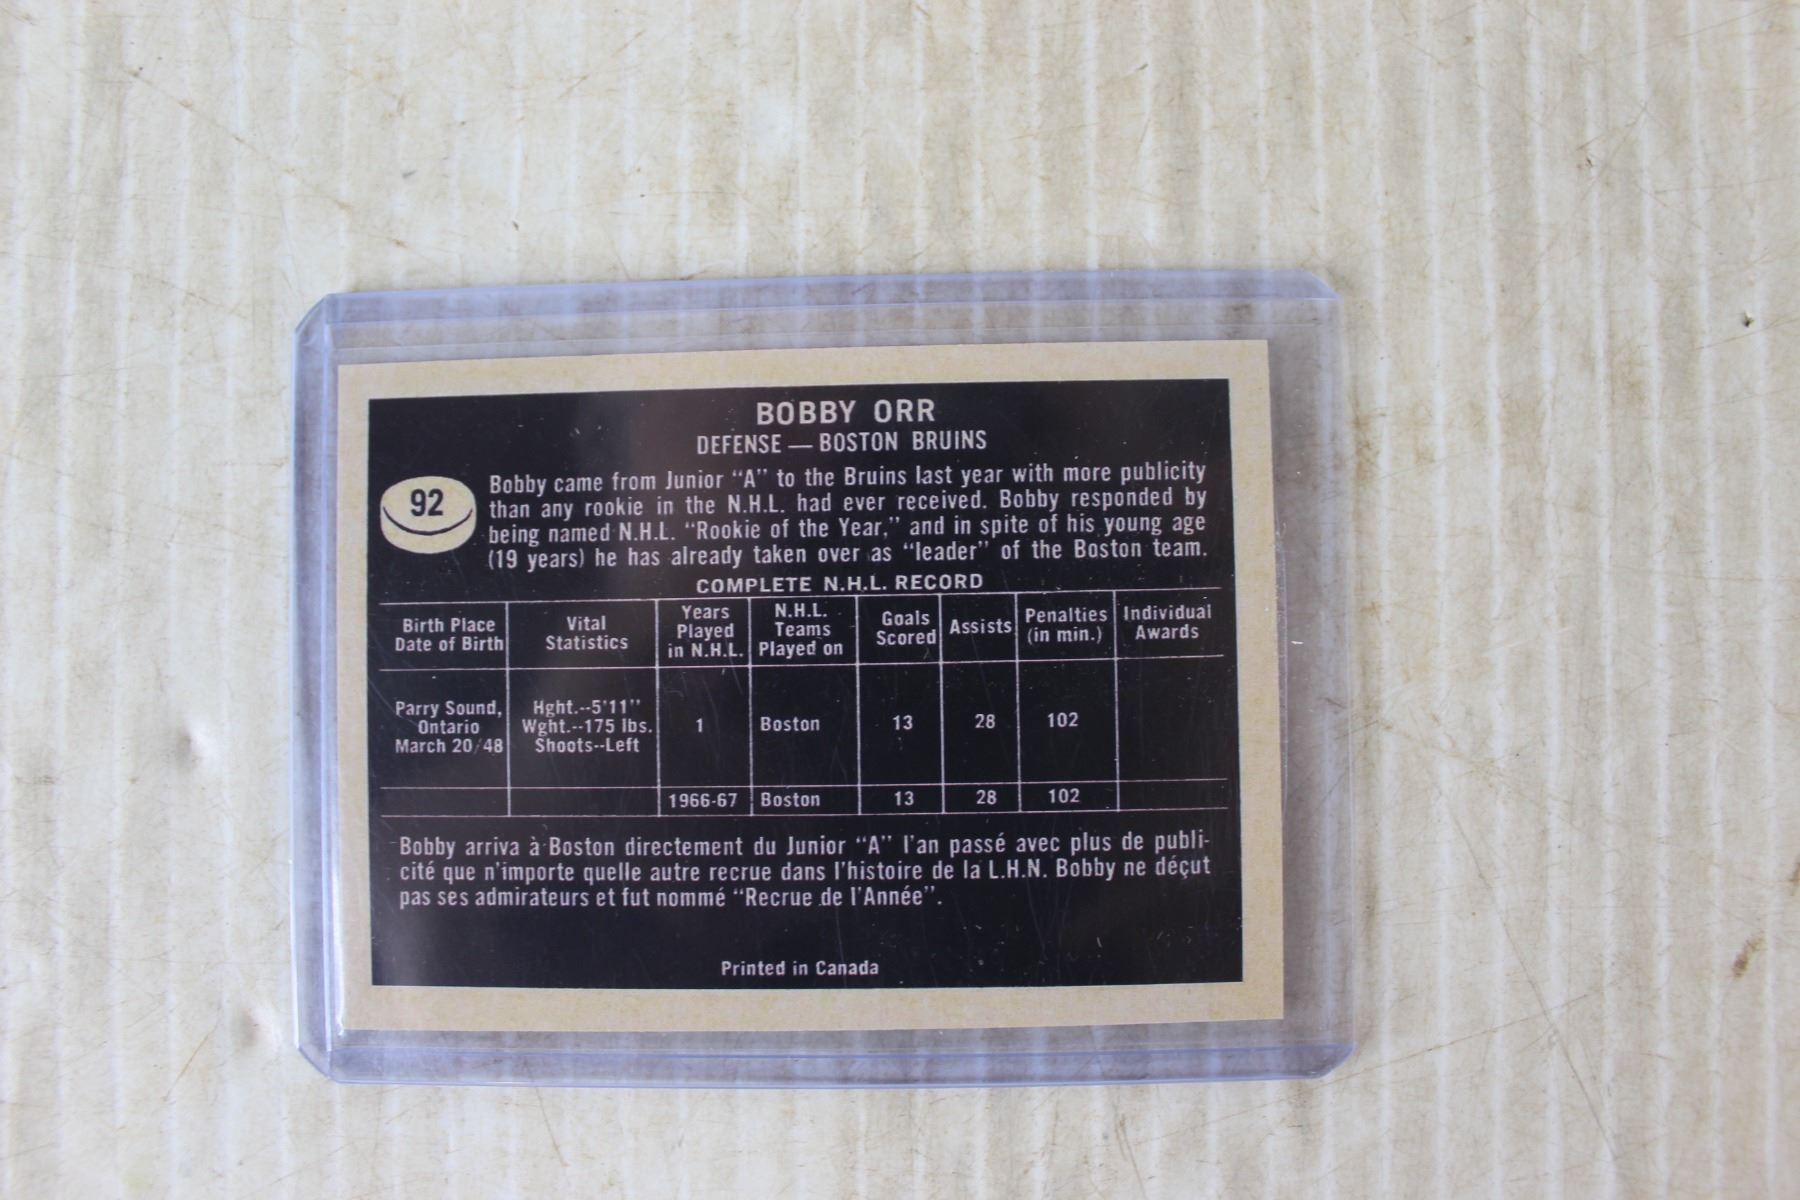 BOBBY ORR
DEFENSE — BOSTON BRUINS
92
Bobby came from Junior “A” to the Bruins last year with more publicity
than any rookie in the N.H.L. had ever received. Bobby responded by
being named N.H.L. “Rookie of the Year,” and in spite of his young age
(19 years) he has already taken over as “leader” of the Boston team.
COMPLETE N.H.L. RECORD
Birth Place
Date of Birth
Vital
Statistics
Years
Played
in N.H.L.
N.H.L.
Teams
Played on
Goals
Scored
Assists
Penalties
(in min.)
Individual
Awards
Parry Sound,
Ontario
March 20/48
Hght.--5'11"
Wght.--175 lbs.
Shoots--Left
1
Boston
13
28
102
1966-67
Boston
13
28
102
Bobby arriva à Boston directement du Junior “A” l'an passé avec plus de publi-
cité que n'importe quelle autre recrue dans l'histoire de la L.H.N. Bobby ne déçut
pas ses admirateurs et fut nommé “Recrue de l'Année”.
Printed in Canada